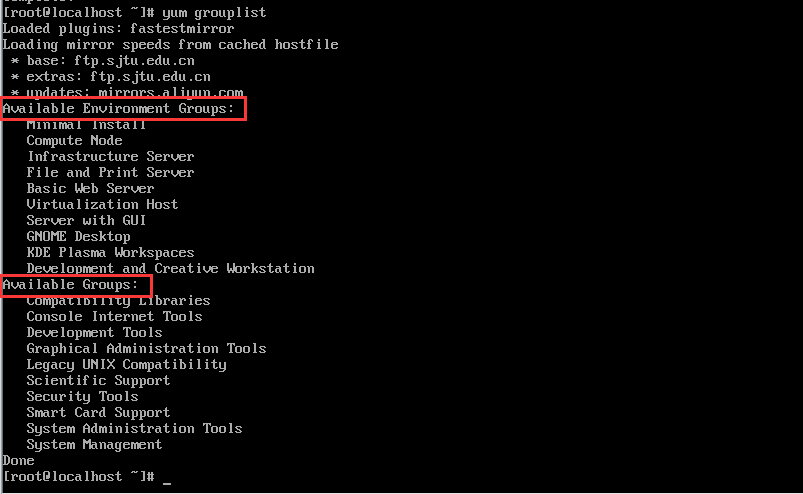 [root@localhost ~]# yum grouplist
Loaded plugins: fastestmirror
Loading mirror speeds from cached hostfile
 * base: ftp.sjtu.edu.cn
 * extras: ftp.sjtu.edu.cn
 * updates: mirrors.aliyun.com
Available Environment Groups:
   Minimal Install
   Compute Node
   Infrastructure Server
   File and Print Server
   Basic Web Server
   Virtualization Host
   Server with GUI
   GNOME Desktop
   KDE Plasma Workspaces
   Development and Creative Workstation
Available Groups:
   Compatibility Libraries
   Console Internet Tools
   Development Tools
   Graphical Administration Tools
   Legacy UNIX Compatibility
   Scientific Support
   Security Tools
   Smart Card Support
   System Administration Tools
   System Management
Done
[root@localhost ~]# _